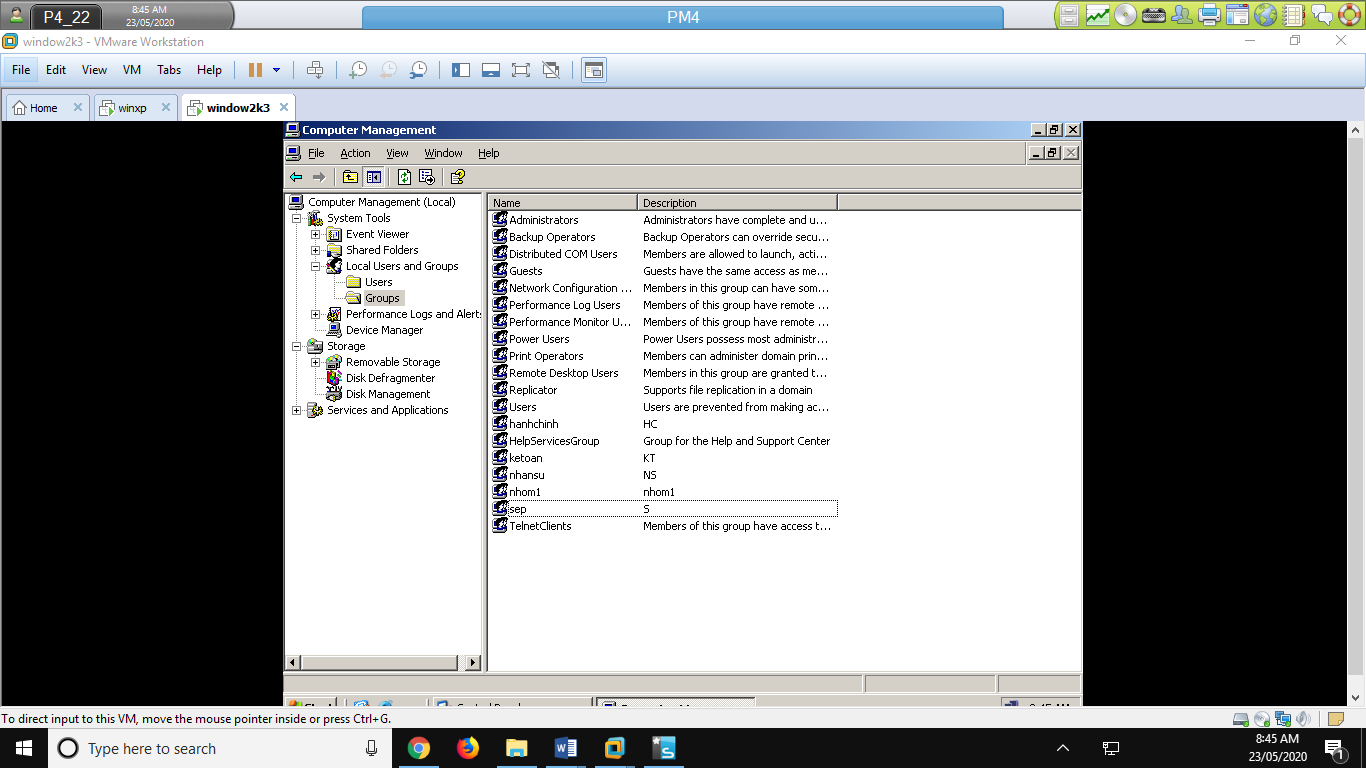 P4_22
8:45 AM
23/05/2020
PM4
window2k3 - VMware Workstation
File Edit View VM Tabs Help
Home winxp window2k3
Computer Management
File Action View Window Help
Computer Management (Local)
System Tools
Event Viewer
Shared Folders
Local Users and Groups
Users
Groups
Performance Logs and Alert
Device Manager
Storage
Removable Storage
Disk Defragmenter
Disk Management
Services and Applications
Name Description
Administrators Administrators have complete and u...
Backup Operators Backup Operators can override secu...
Distributed COM Users Members are allowed to launch, acti...
Guests Guests have the same access as me...
Network Configuration ... Members in this group can have som...
Performance Log Users Members of this group have remote ...
Performance Monitor U... Members of this group have remote ...
Power Users Power Users possess most administr...
Print Operators Members can administer domain prin...
Remote Desktop Users Members in this group are granted t...
Replicator Supports file replication in a domain
Users Users are prevented from making ac...
hanhchinh HC
HelpServicesGroup Group for the Help and Support Center
ketoan KT
nhansu NS
nhom1 nhom1
sep S
TelnetClients Members of this group have access t...
To direct input to this VM, move the mouse pointer inside or press Ctrl+G.
Type here to search
8:45 AM
23/05/2020
1